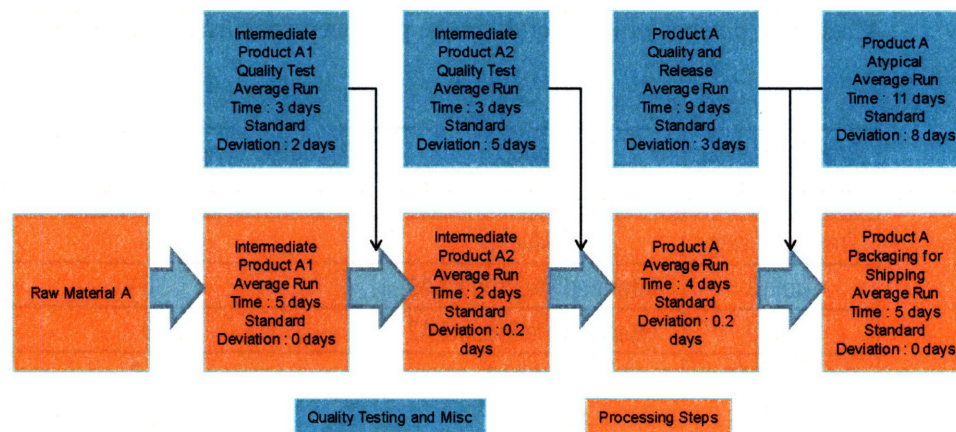 Intermediate
Product A1
Quality Test
Average Run
Time : 3 days
Standard
Deviation : 2 days
Intermediate
Product A2
Quality Test
Average Run
Time : 3 days
Standard
Deviation : 5 days
Product A
Quality and
Release
Average Run
Time : 9 days
Standard
Deviation : 3 days
Product A
Atypical
Average Run
Time : 11 days
Standard
Deviation : 8 days
Raw Material A
Intermediate
Product A1
Average Run
Time : 5 days
Standard
Deviation : 0 days
Intermediate
Product A2
Average Run
Time : 2 days
Standard
Deviation : 0.2
days
Product A
Average Run
Time : 4 days
Standard
Deviation : 0.2
days
Product A
Packaging for
Shipping
Average Run
Time : 5 days
Standard
Deviation : 0 days
Quality Testing and Misc
Processing Steps